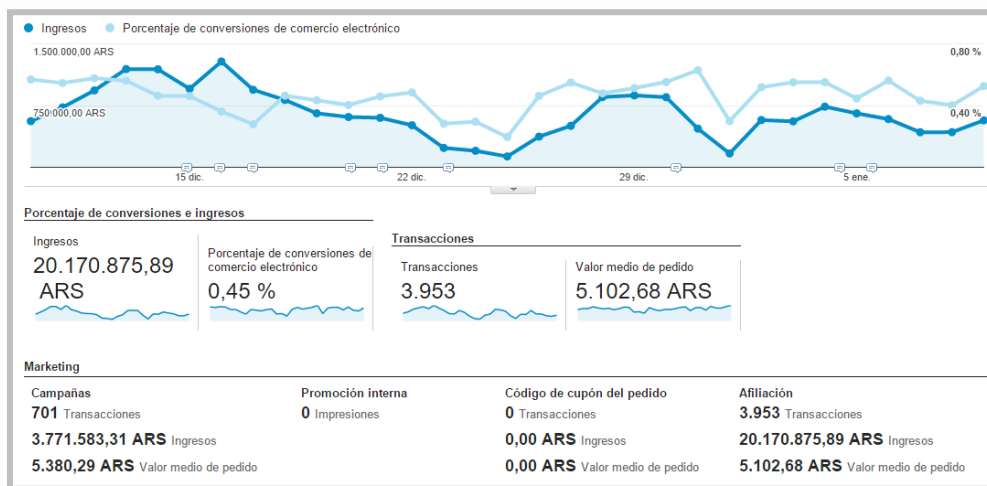 Ingresos Porcentaje de conversiones de comercio electrónico
1.500.000,00 ARS 0,80 %
750.000,00 ARS 0,40 %
15 dic. 22 dic. 29 dic. 5 ene.
Porcentaje de conversiones e ingresos
Ingresos
20.170.875,89
ARS
Porcentaje de conversiones de
comercio electrónico
0,45 %
Transacciones
Transacciones
3.953
Valor medio de pedido
5.102,68 ARS
Marketing
Campañas
701 Transacciones
3.771.583,31 ARS Ingresos
5.380,29 ARS Valor medio de pedido
Promoción interna
0 Impresiones
Código de cupón del pedido
0 Transacciones
0,00 ARS Ingresos
0,00 ARS Valor medio de pedido
Afiliación
3.953 Transacciones
20.170.875,89 ARS Ingresos
5.102,68 ARS Valor medio de pedido